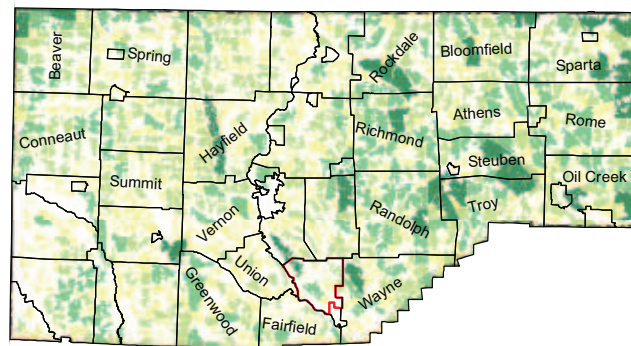 Beaver
Spring
Rockdale
Bloomfield
Sparta
Conneaut
Hayfield
Richmond
Athens
Rome
Summit
Steuben
Oil Creek
Vernon
Randolph
Troy
Union
Greenwood
Wayne
Fairfield